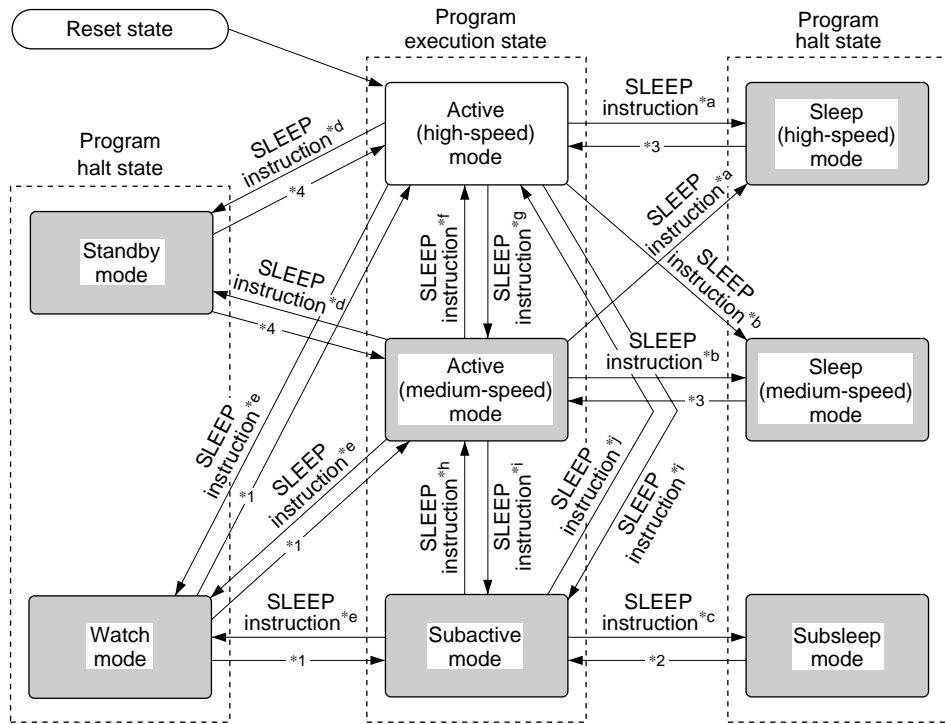 Reset state
Program
execution state
Program
halt state
Program
halt state
Active
(high-speed)
mode
SLEEP
instruction*a
*3
Sleep
(high-speed)
mode
SLEEP
instruction*d
*4
Standby
mode
SLEEP
instruction*d
*4
SLEEP
instruction*f
SLEEP
instruction*g
SLEEP
instruction*a
SLEEP
instruction*b
Active
(medium-speed)
mode
SLEEP
instruction*b
*3
Sleep
(medium-speed)
mode
SLEEP
instruction*e
*1
SLEEP
instruction*e
*1
SLEEP
instruction*h
SLEEP
instruction*i
SLEEP
instruction*j
SLEEP
instruction*i
Watch
mode
SLEEP
instruction*e
*1
Subactive
mode
SLEEP
instruction*c
*2
Subsleep
mode